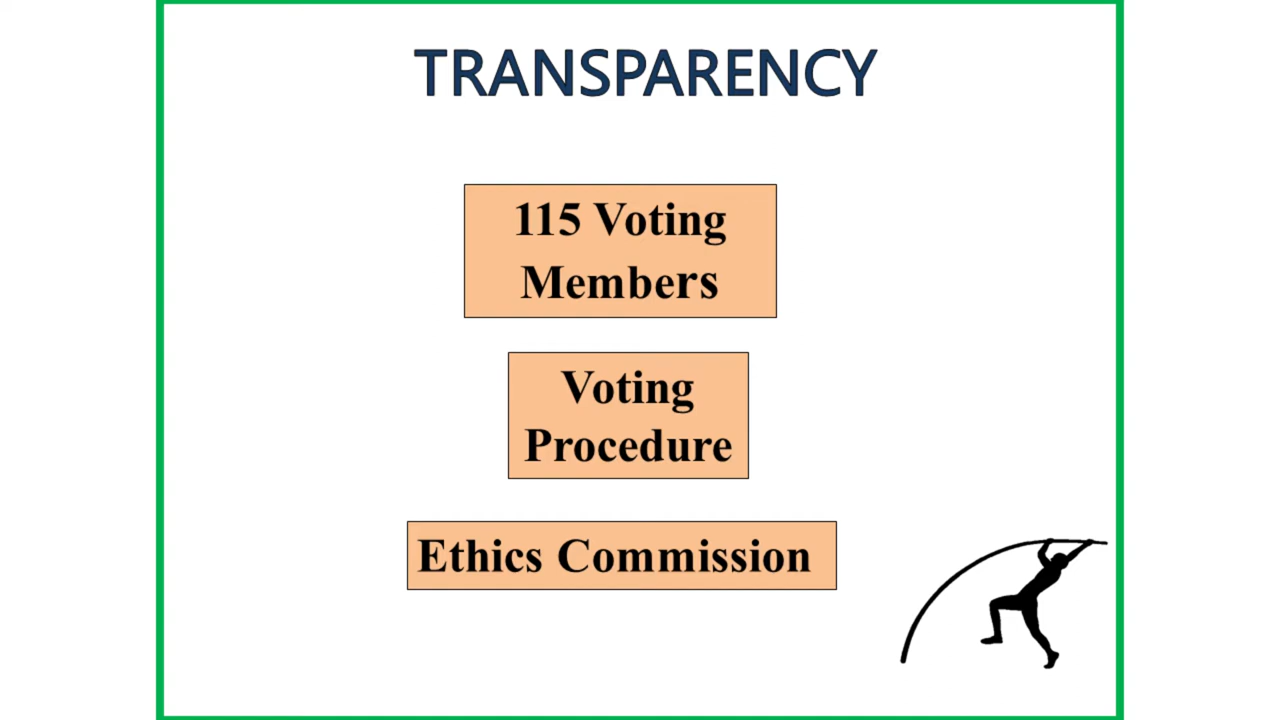 TRANSPARENCY
115 Voting
Members
Voting
Procedure
Ethics Commission